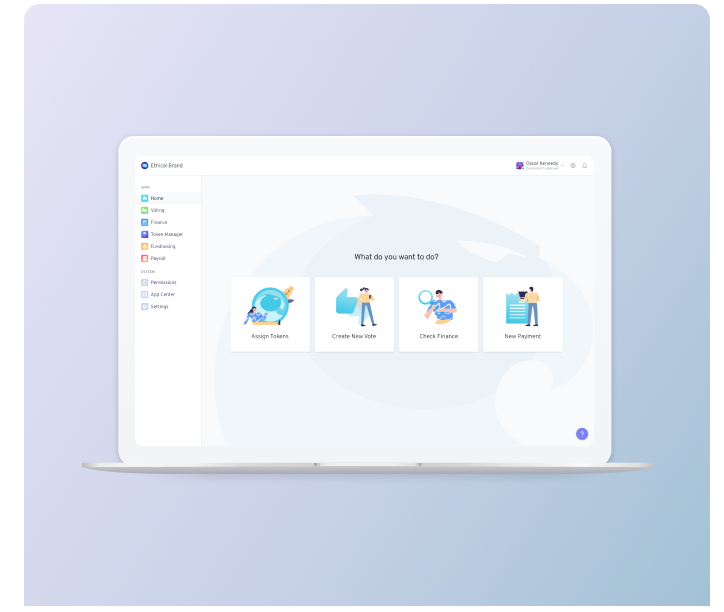 Ethical Brand
Oscar Kennedy
APPS
Home
Voting
Finance
Token Manager
Fundraising
Payroll
SYSTEM
Permissions
App Center
Settings
What do you want to do?
Assign Tokens
Create New Vote
Check Finance
New Payment
?